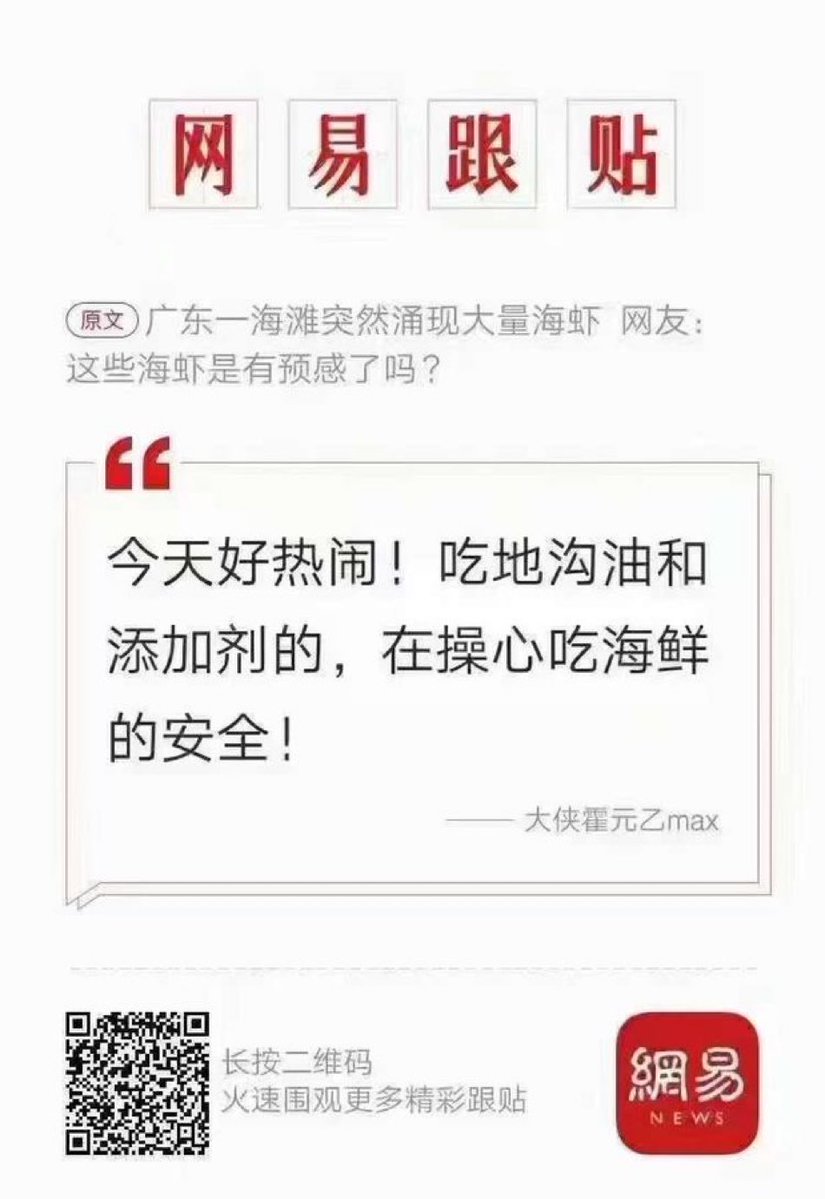 网易跟贴
原文 广东一海滩突然涌现大量海虾 网友：
这些海虾是有预感了吗？
今天好热闹！吃地沟油和
添加剂的，在操心吃海鲜
的安全！
—— 大侠霍元乙max
长按二维码
火速围观更多精彩跟贴
網易
NEWS